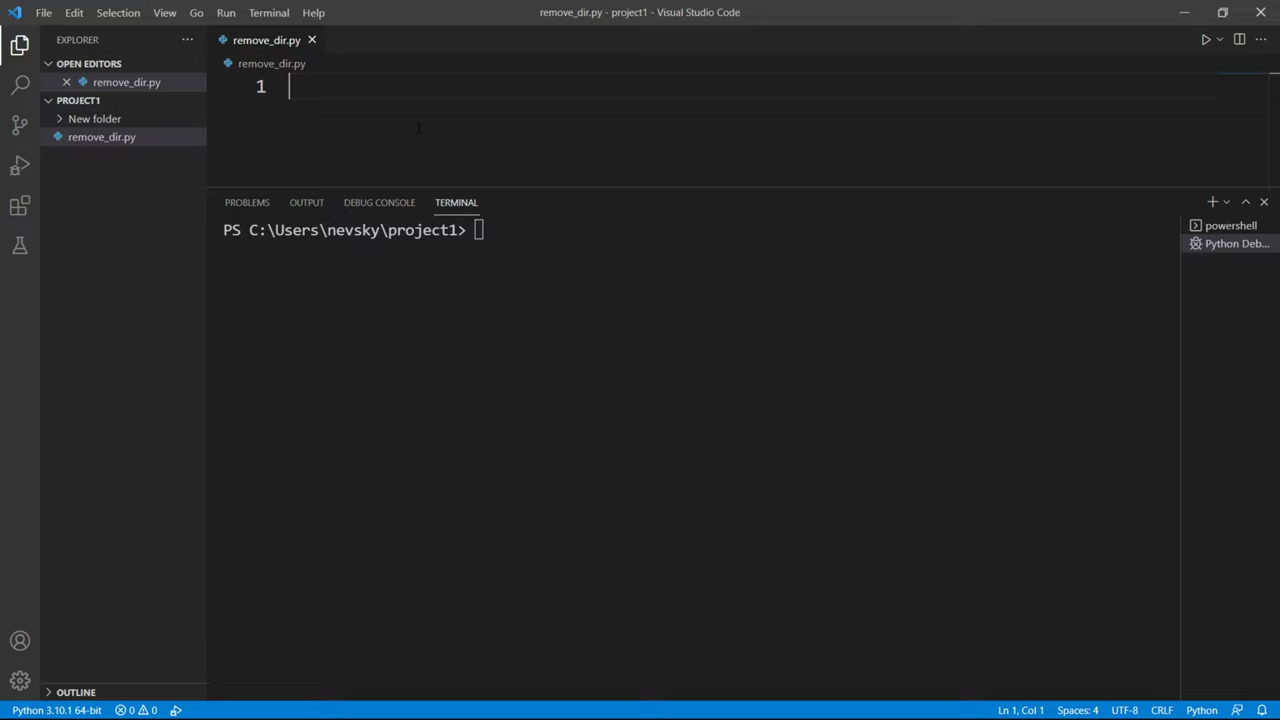 File Edit Selection View Go Run Terminal Help
remove_dir.py - project1 - Visual Studio Code
EXPLORER
OPEN EDITORS
remove_dir.py
PROJECT1
New folder
remove_dir.py
OUTLINE
remove_dir.py
remove_dir.py
1
PROBLEMS OUTPUT DEBUG CONSOLE TERMINAL
PS C:\Users\nevsky\project1>
powershell
Python Deb...
Python 3.10.1 64-bit 0 0 Ln 1, Col 1 Spaces: 4 UTF-8 CRLF Python